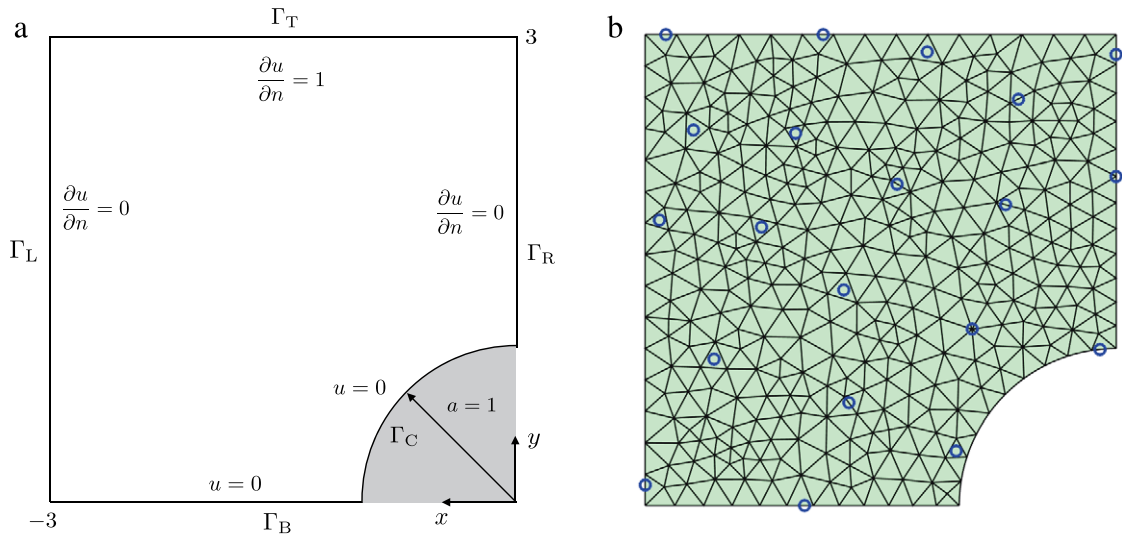 a
Γ_T
3
∂u/∂n = 1
∂u/∂n = 0
∂u/∂n = 0
Γ_L
Γ_R
u = 0
a = 1
Γ_C
y
u = 0
−3
Γ_B
x
b